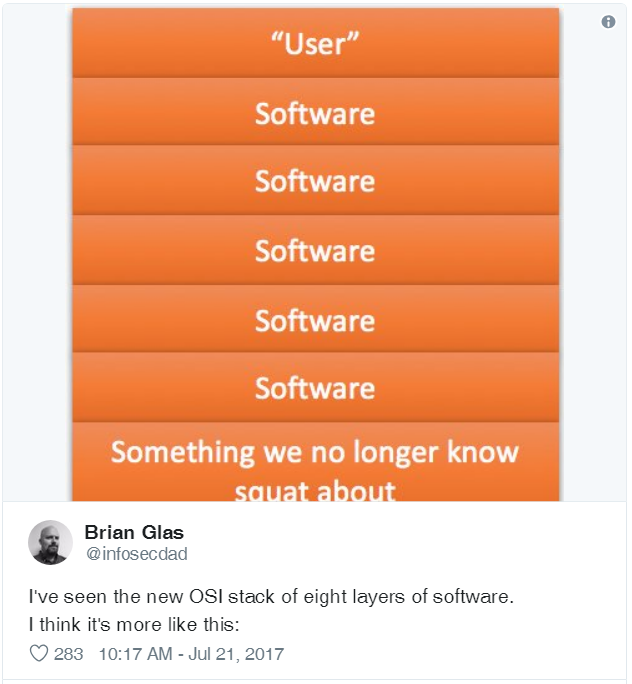 “User”
Software
Software
Software
Software
Software
Something we no longer know
squat about
Brian Glas
@infosecdad
I've seen the new OSI stack of eight layers of software.
I think it's more like this:
283 10:17 AM - Jul 21, 2017